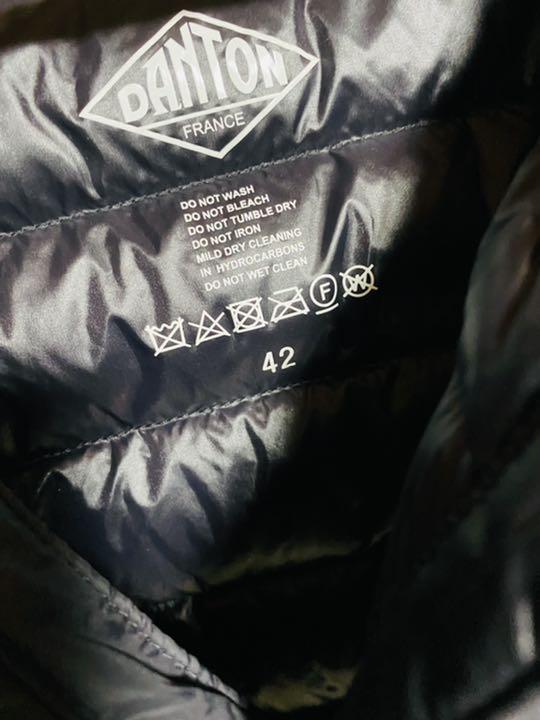 DANTON
FRANCE
DO NOT WASH
DO NOT BLEACH
DO NOT TUMBLE DRY
DO NOT IRON
MILD DRY CLEANING
IN HYDROCARBONS
DO NOT WET CLEAN
F W
42